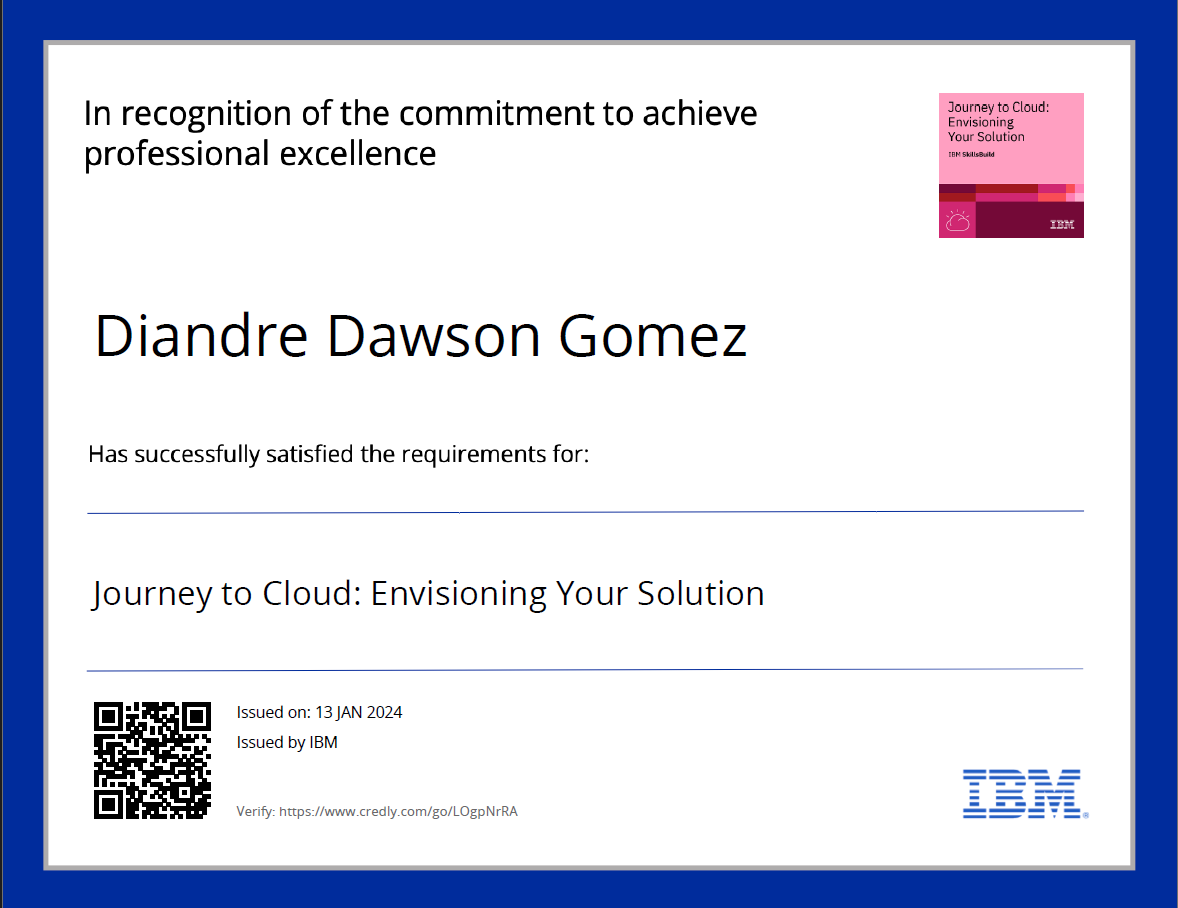 In recognition of the commitment to achieve
professional excellence
Journey to Cloud:
Envisioning
Your Solution
IBM SkillsBuild
IBM
Diandre Dawson Gomez
Has successfully satisfied the requirements for:
Journey to Cloud: Envisioning Your Solution
Issued on: 13 JAN 2024
Issued by IBM
Verify: https://www.credly.com/go/LOgpNrRA
IBM®